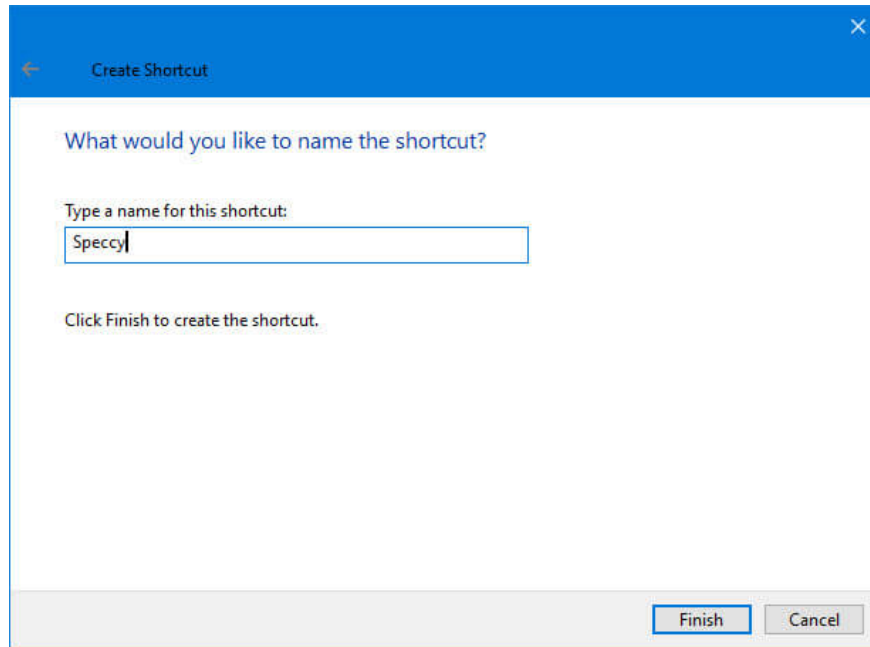 Create Shortcut
What would you like to name the shortcut?
Type a name for this shortcut:
Speccy
Click Finish to create the shortcut.
Finish Cancel